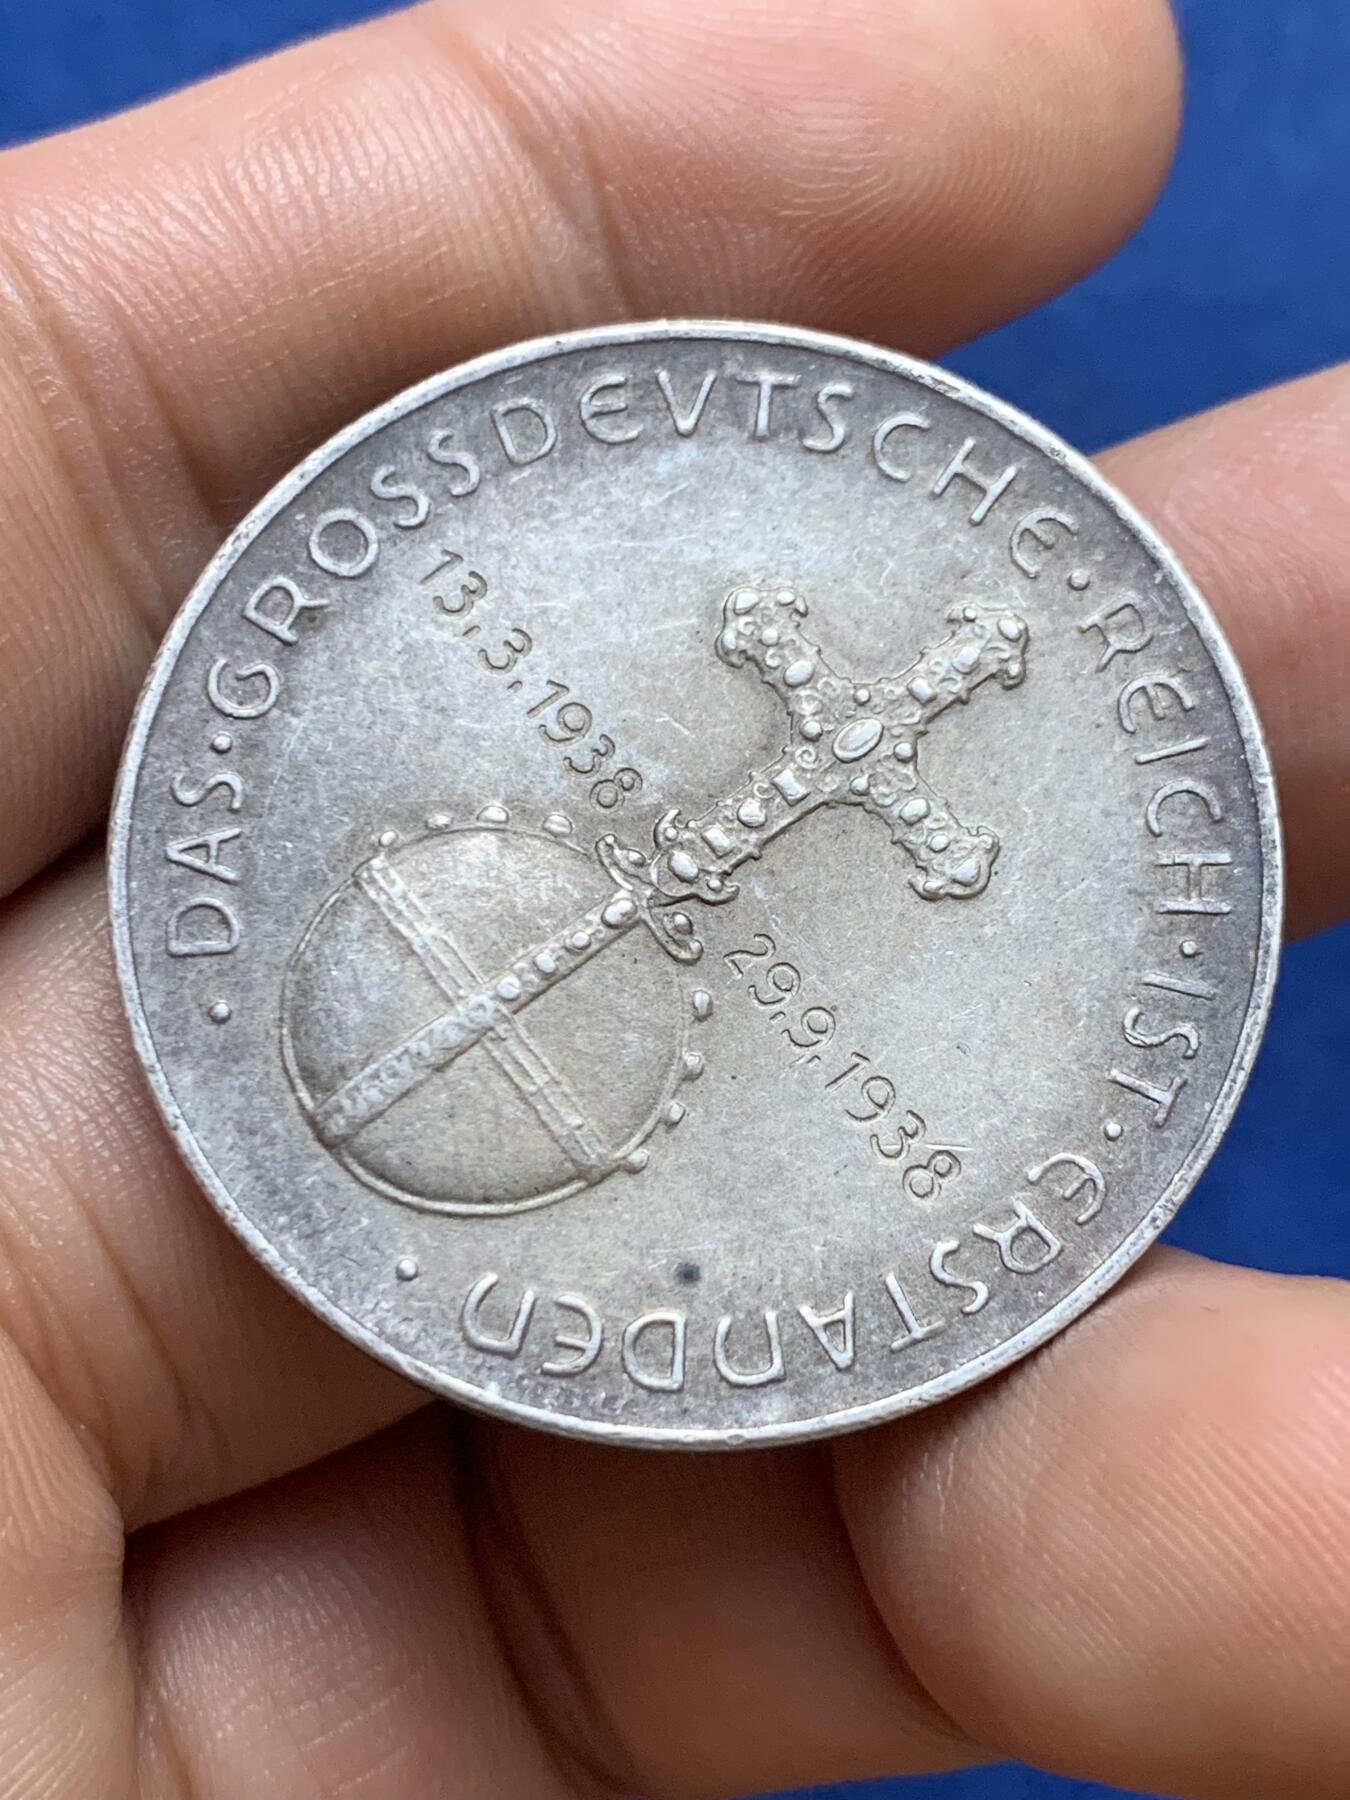 · DAS · GROSSDEVTSCHE · REICH · IST · ERSTANDEN ·
13.3.1938
29.9.1938